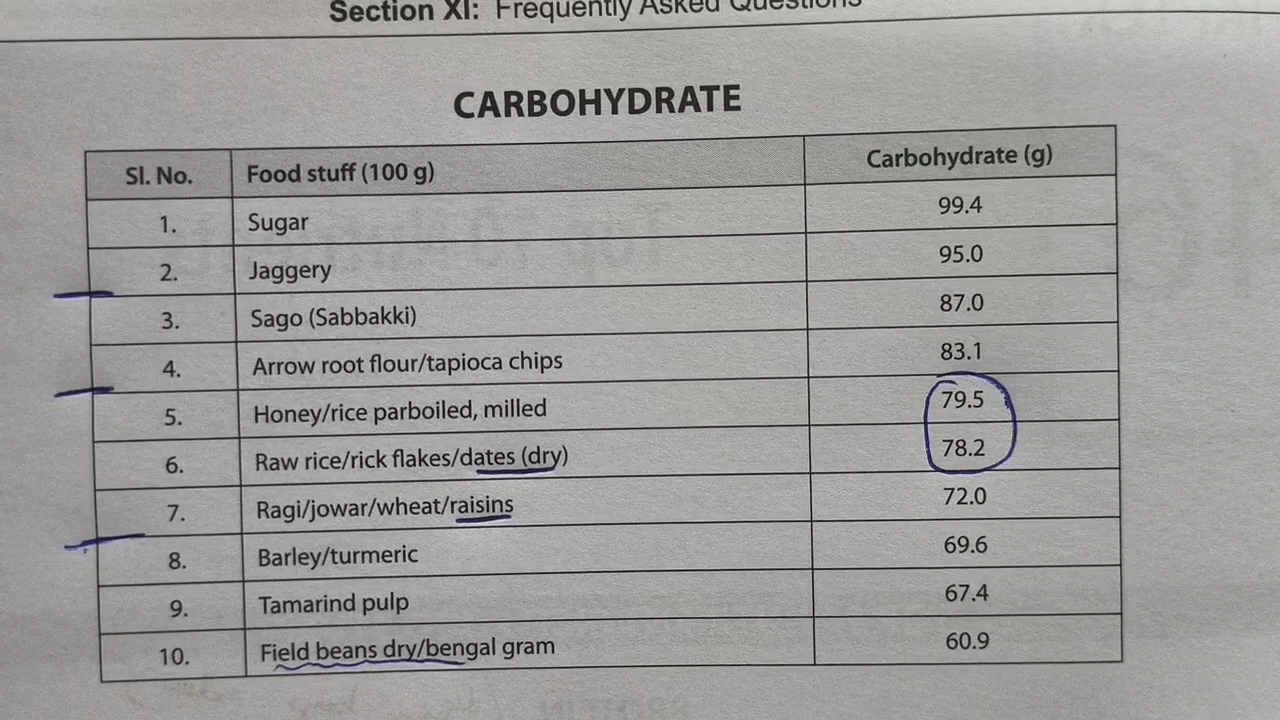 Section XI: Frequently Asked Questions
CARBOHYDRATE
Sl. No. Food stuff (100 g) Carbohydrate (g)
1. Sugar 99.4
2. Jaggery 95.0
3. Sago (Sabbakki) 87.0
4. Arrow root flour/tapioca chips 83.1
5. Honey/rice parboiled, milled 79.5
6. Raw rice/rick flakes/dates (dry) 78.2
7. Ragi/jowar/wheat/raisins 72.0
8. Barley/turmeric 69.6
9. Tamarind pulp 67.4
10. Field beans dry/bengal gram 60.9